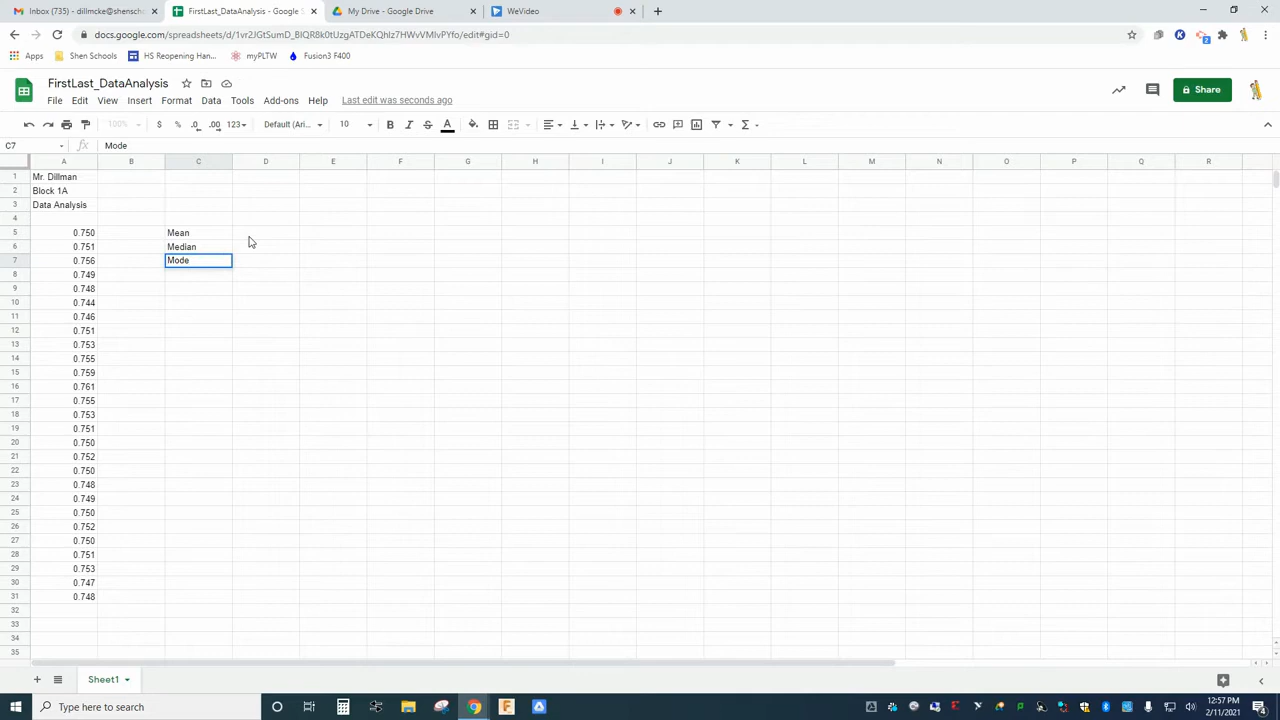 Inbox (735) - dillmcke@shensch
FirstLast_DataAnalysis - Google S
My Drive - Google Drive
WeVideo
docs.google.com/spreadsheets/d/1vr2JGtSumD_BIQR8k0tUzgATDeKQhlz7HWvVMlvPYfo/edit#gid=0
Apps Shen Schools HS Reopening Han... myPLTW Fusion3 F400
FirstLast_DataAnalysis
Share
File Edit View Insert Format Data Tools Add-ons Help Last edit was seconds ago
100% $ % .0 .00 123 Default (Ari... 10 B I S A
C7 fx Mode
A B C D E F G H I J K L M N O P Q R
1 Mr. Dillman
2 Block 1A
3 Data Analysis
4
5 0.750 Mean
6 0.751 Median
7 0.756 Mode
8 0.749
9 0.748
10 0.744
11 0.746
12 0.751
13 0.753
14 0.755
15 0.759
16 0.761
17 0.755
18 0.753
19 0.751
20 0.750
21 0.752
22 0.750
23 0.748
24 0.749
25 0.750
26 0.752
27 0.750
28 0.751
29 0.753
30 0.747
31 0.748
32
33
34
35
Sheet1
Type here to search
12:57 PM
2/11/2021